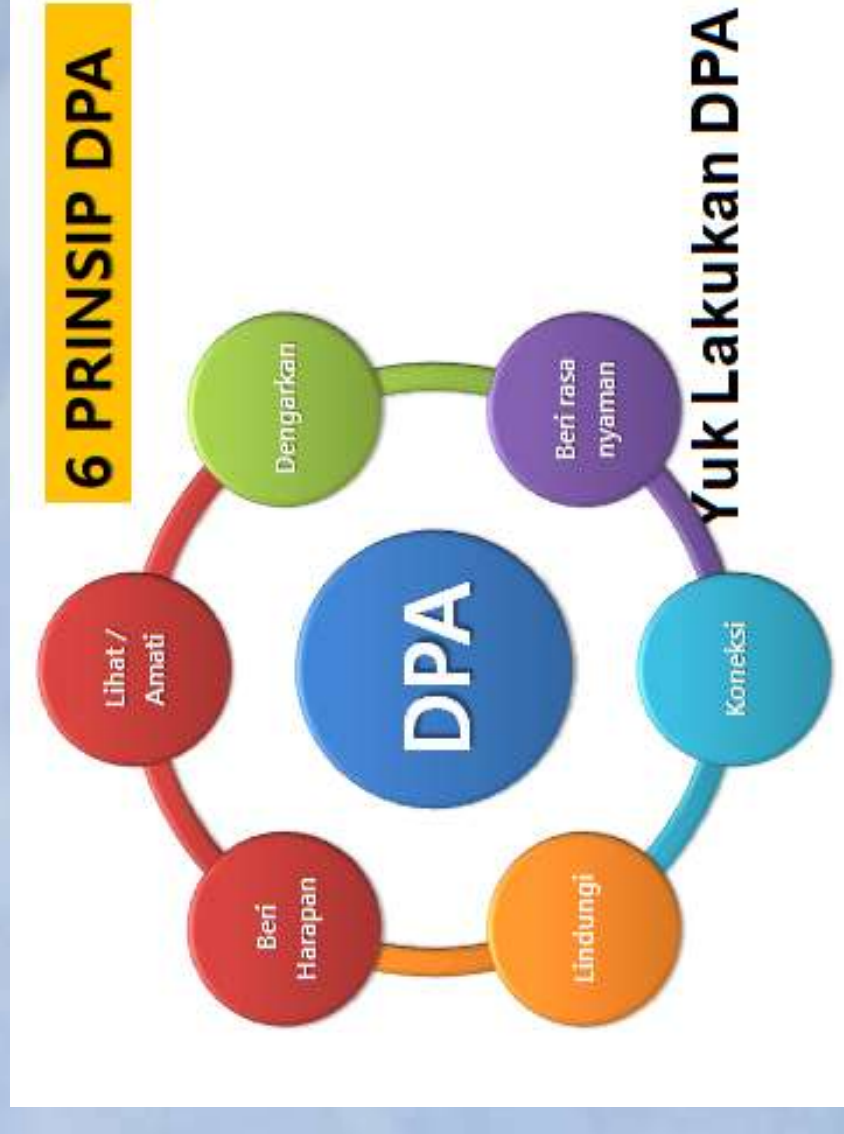 6 PRINSIP DPA
Lihat /
Amati
Dengarkan
Beri rasa
nyaman
Koneksi
Lindungi
Beri
Harapan
DPA
Yuk Lakukan DPA